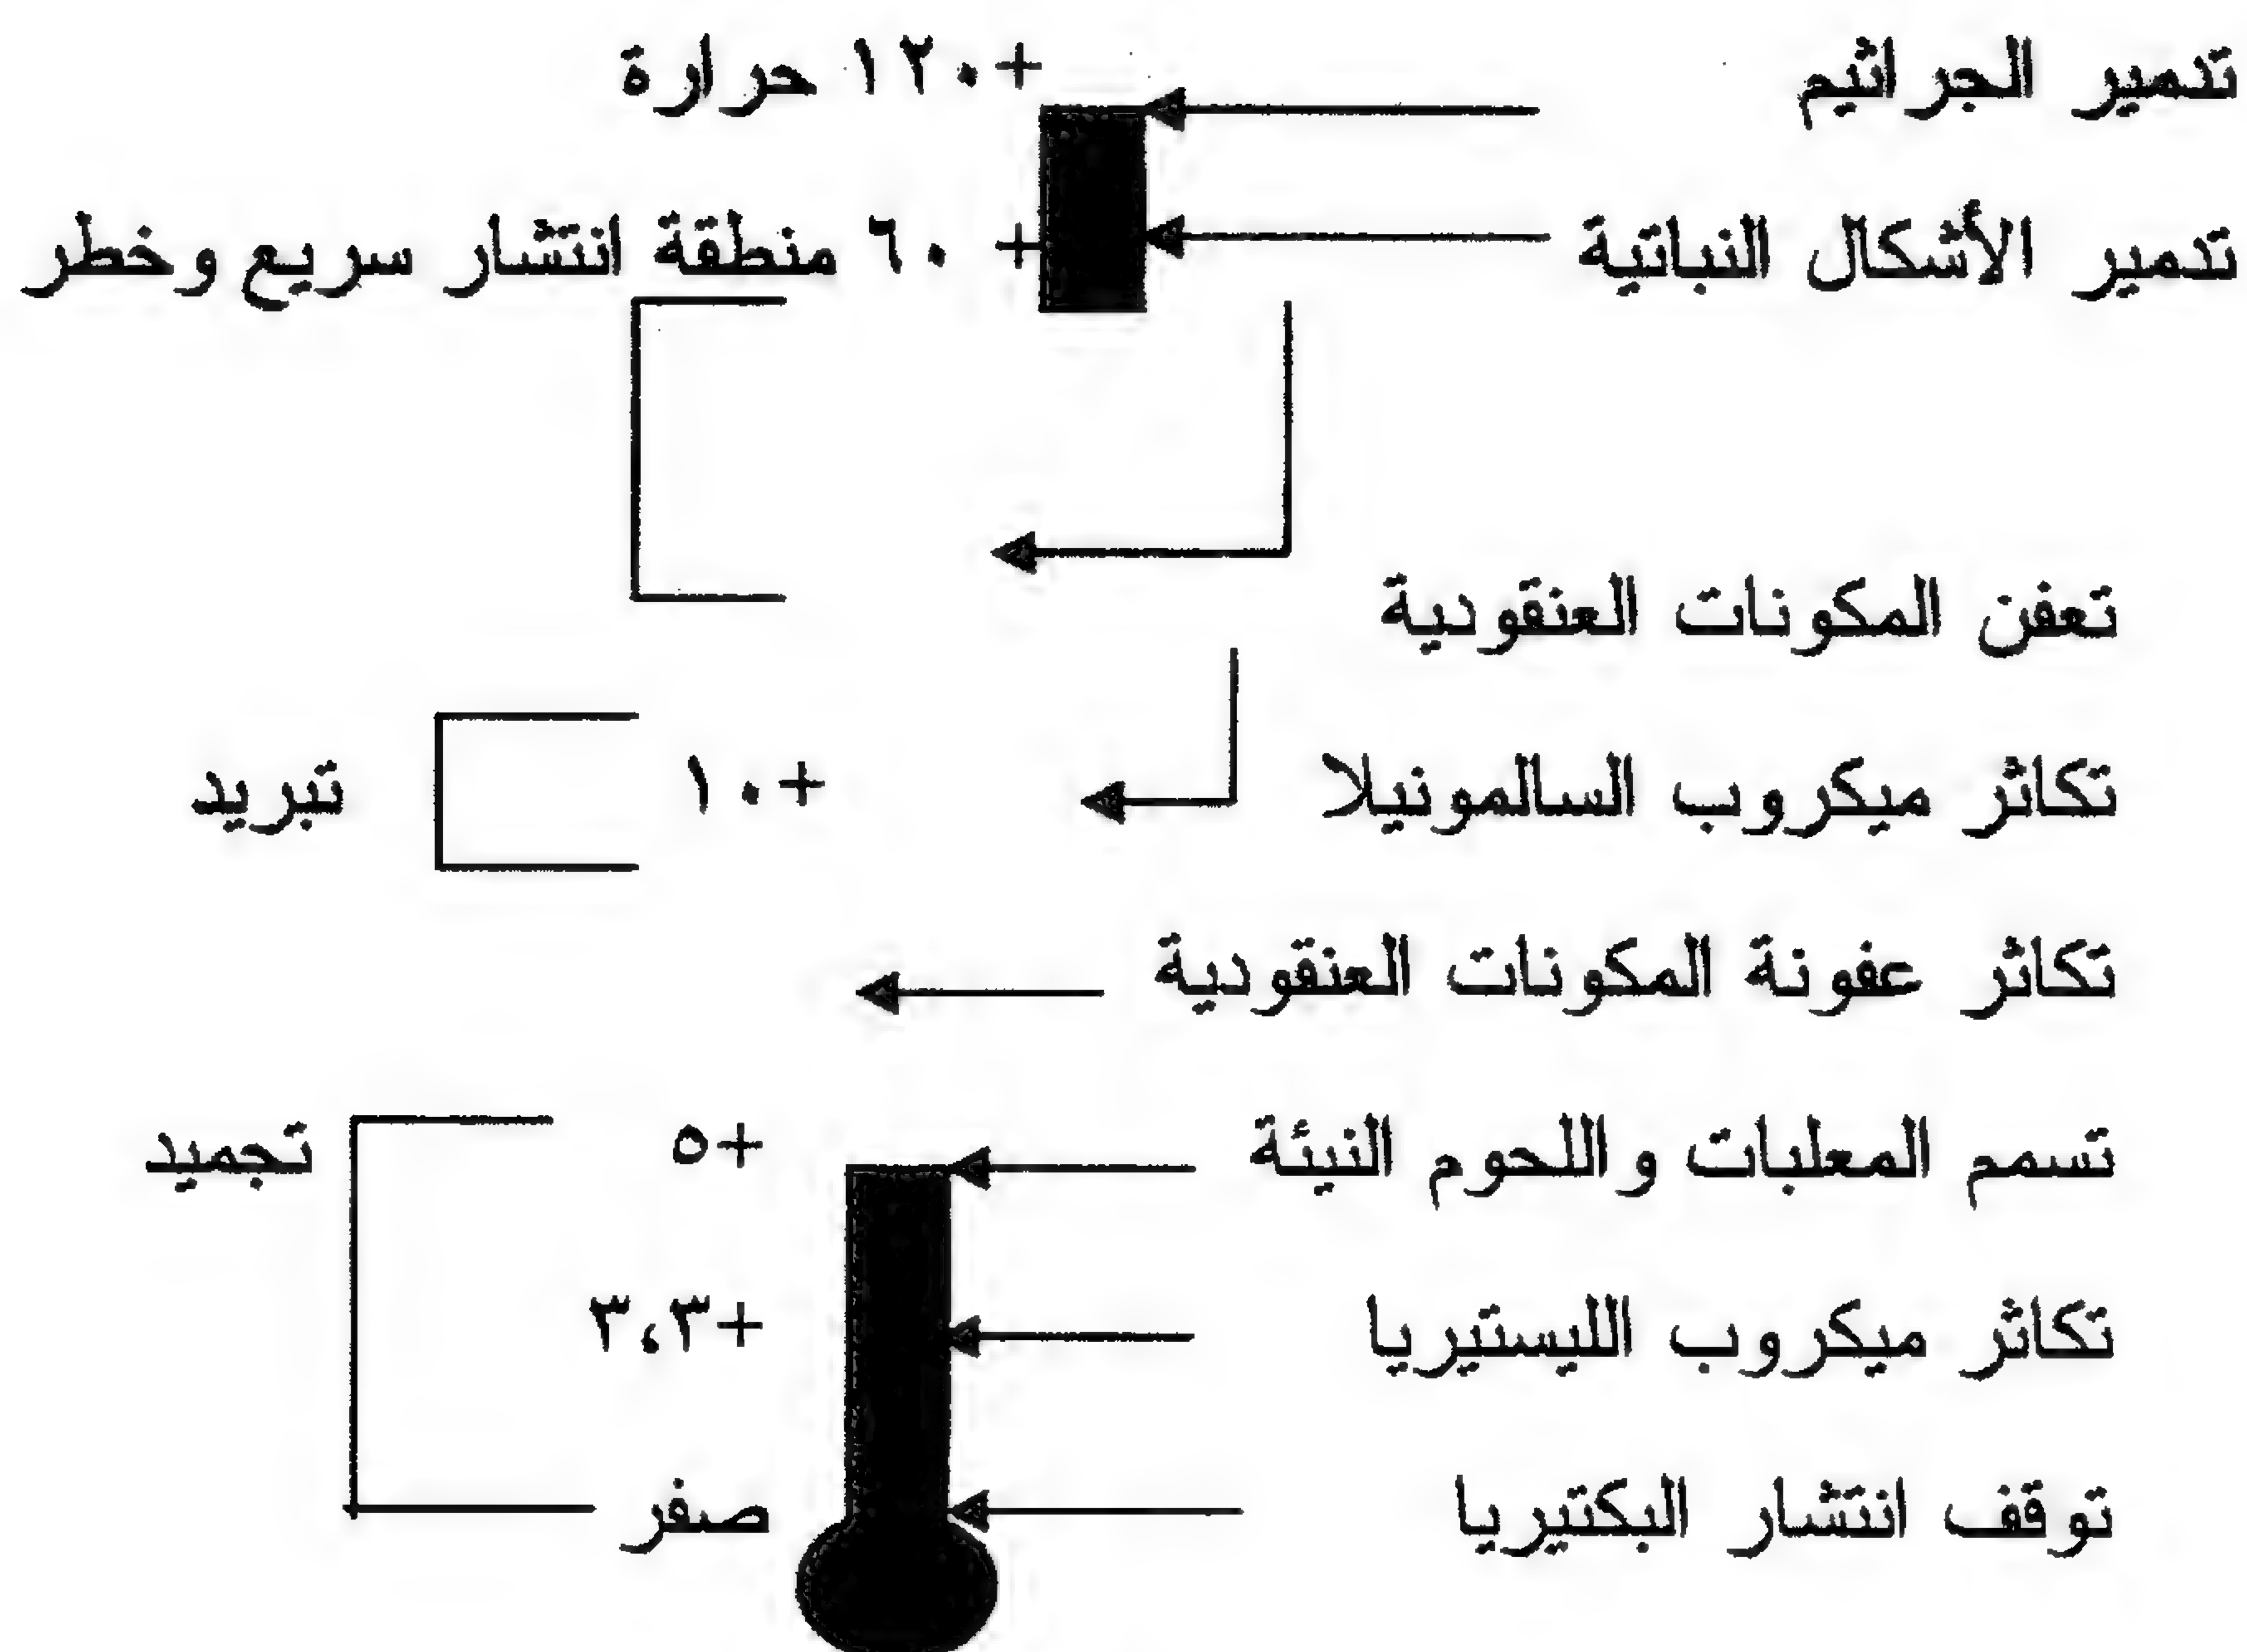 تدمير الجراثيم +١٢٠ حرارة
تدمير الأشكال النباتية + ٦٠ منطقة انتشار سريع وخطر
تعفن المكونات العنقودية
تكاثر ميكروب السالمونيلا +١٠ تبريد
تكاثر عفونة المكونات العنقودية
تسمم المعلبات واللحوم النيئة +٥ تجميد
تكاثر ميكروب الليستيريا +٣،٣
توقف انتشار البكتيريا صفر